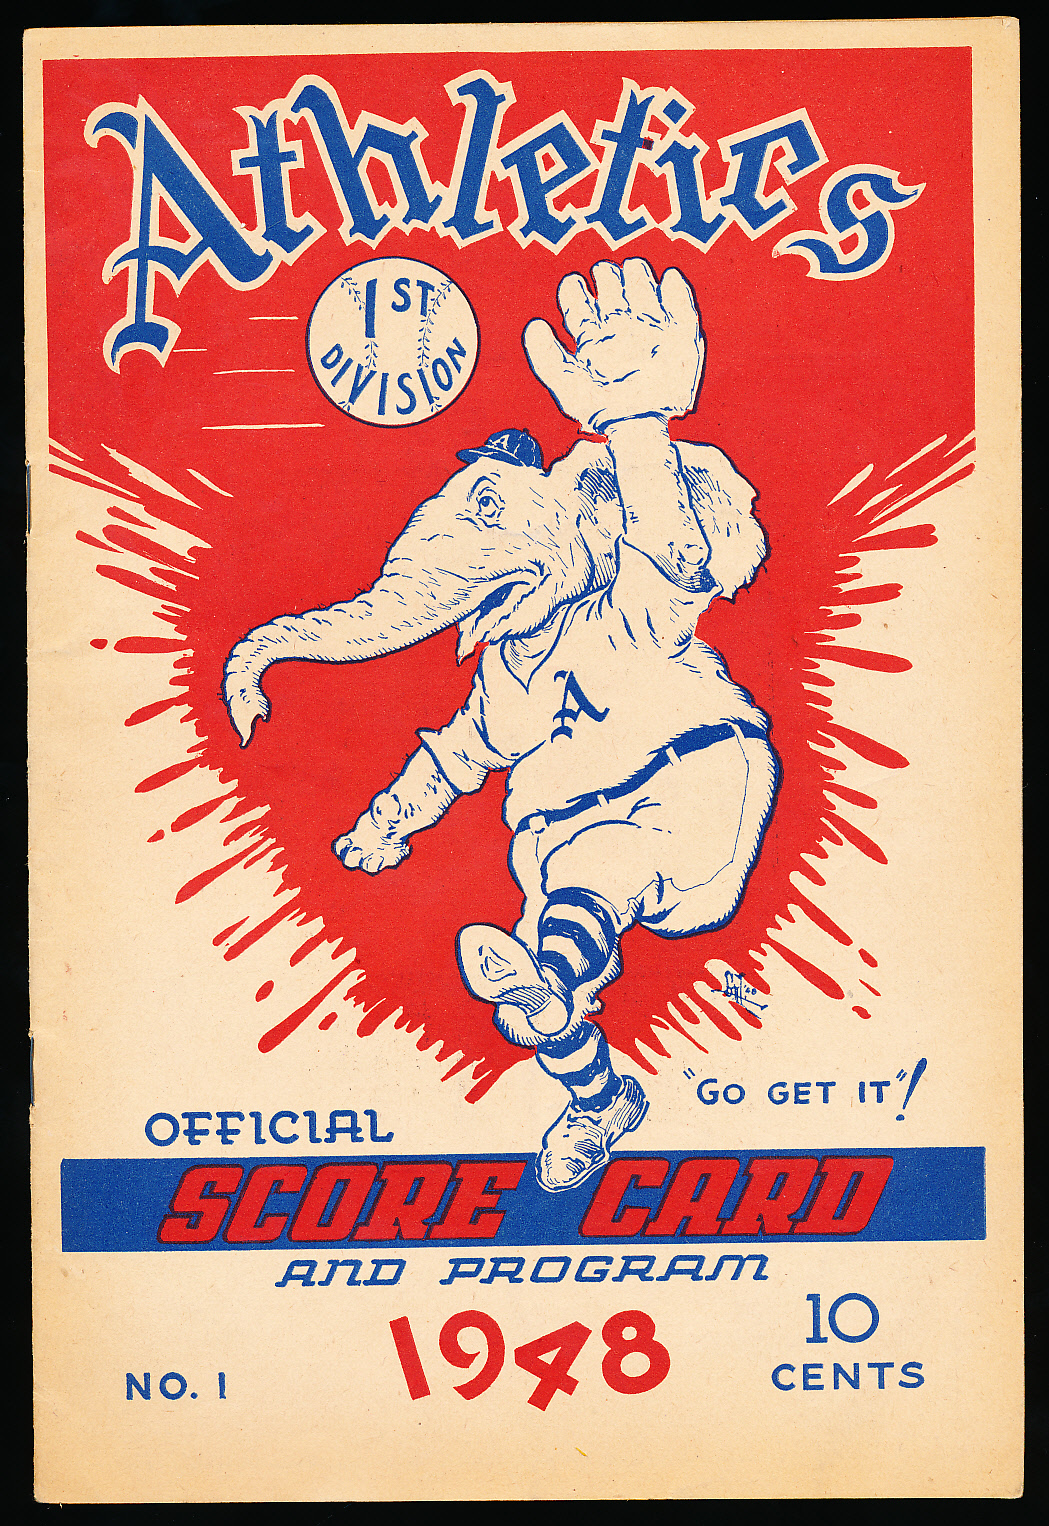 Athletics
1ST
DIVISION
A
A
"GO GET IT"!
OFFICIAL
SCORE CARD
AND PROGRAM
1948
10
CENTS
NO. 1